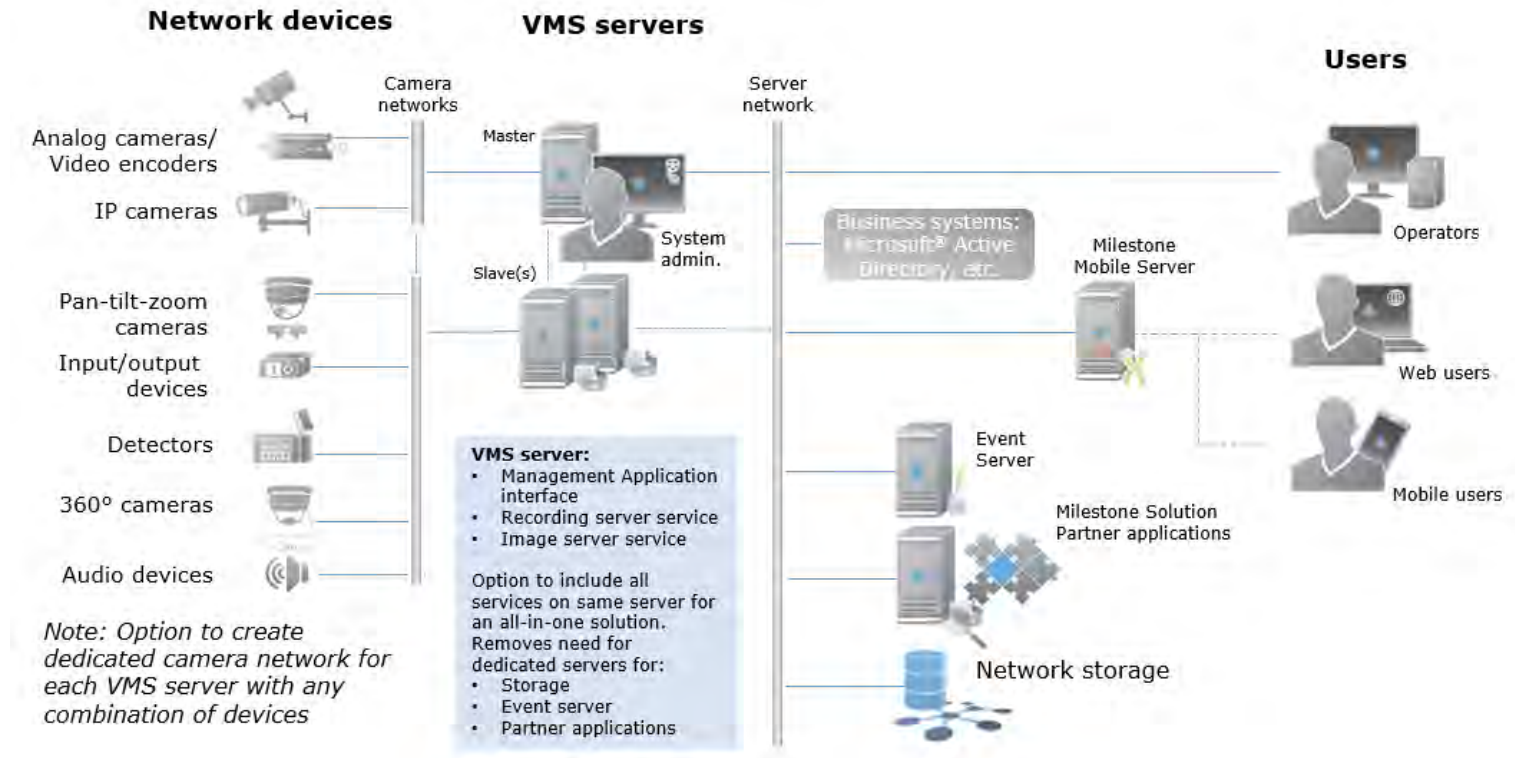 Network devices
VMS servers
Users
Camera
networks
Server
network
Analog cameras/
Video encoders
Master
IP cameras
System
admin.
Business systems:
Microsoft® Active
Directory, etc.
Milestone
Mobile Server
Operators
Slave(s)
Pan-tilt-zoom
cameras
Input/output
devices
Web users
Detectors
Event
Server
Mobile users
360º cameras
Milestone Solution
Partner applications
Audio devices
Network storage
VMS server:
• Management Application
interface
• Recording server service
• Image server service
Option to include all
services on same server for
an all-in-one solution.
Removes need for
dedicated servers for:
• Storage
• Event server
• Partner applications
Note: Option to create
dedicated camera network for
each VMS server with any
combination of devices